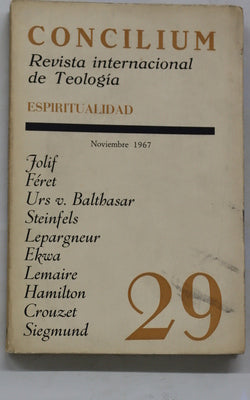 CONCILIUM
Revista internacional
de Teología
ESPIRITUALIDAD
Noviembre 1967
Jolif
Féret
Urs v. Balthasar
Steinfels
Lepargneur
Ekwa
Lemaire
Hamilton
Crouzet
Siegmund
29